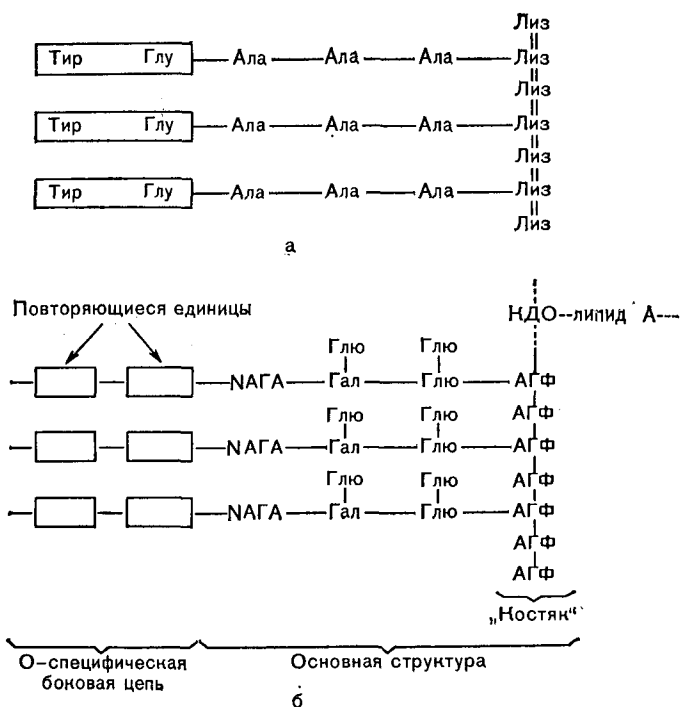 Лиз
Тир Глу Ала Ала Ала Лиз
Лиз
Тир Глу Ала Ала Ала Лиз
Лиз
Тир Глу Ала Ала Ала Лиз
Лиз
а
Повторяющиеся единицы
КДО--липид А---
Глю Глю
NАГА Гал Глю АГф
Глю Глю АГф
NАГА Гал Глю АГф
Глю Глю АГф
NАГА Гал Глю АГф
АГф
АГф
„Костяк“
О-специфическая Основная структура
боковая цепь
б